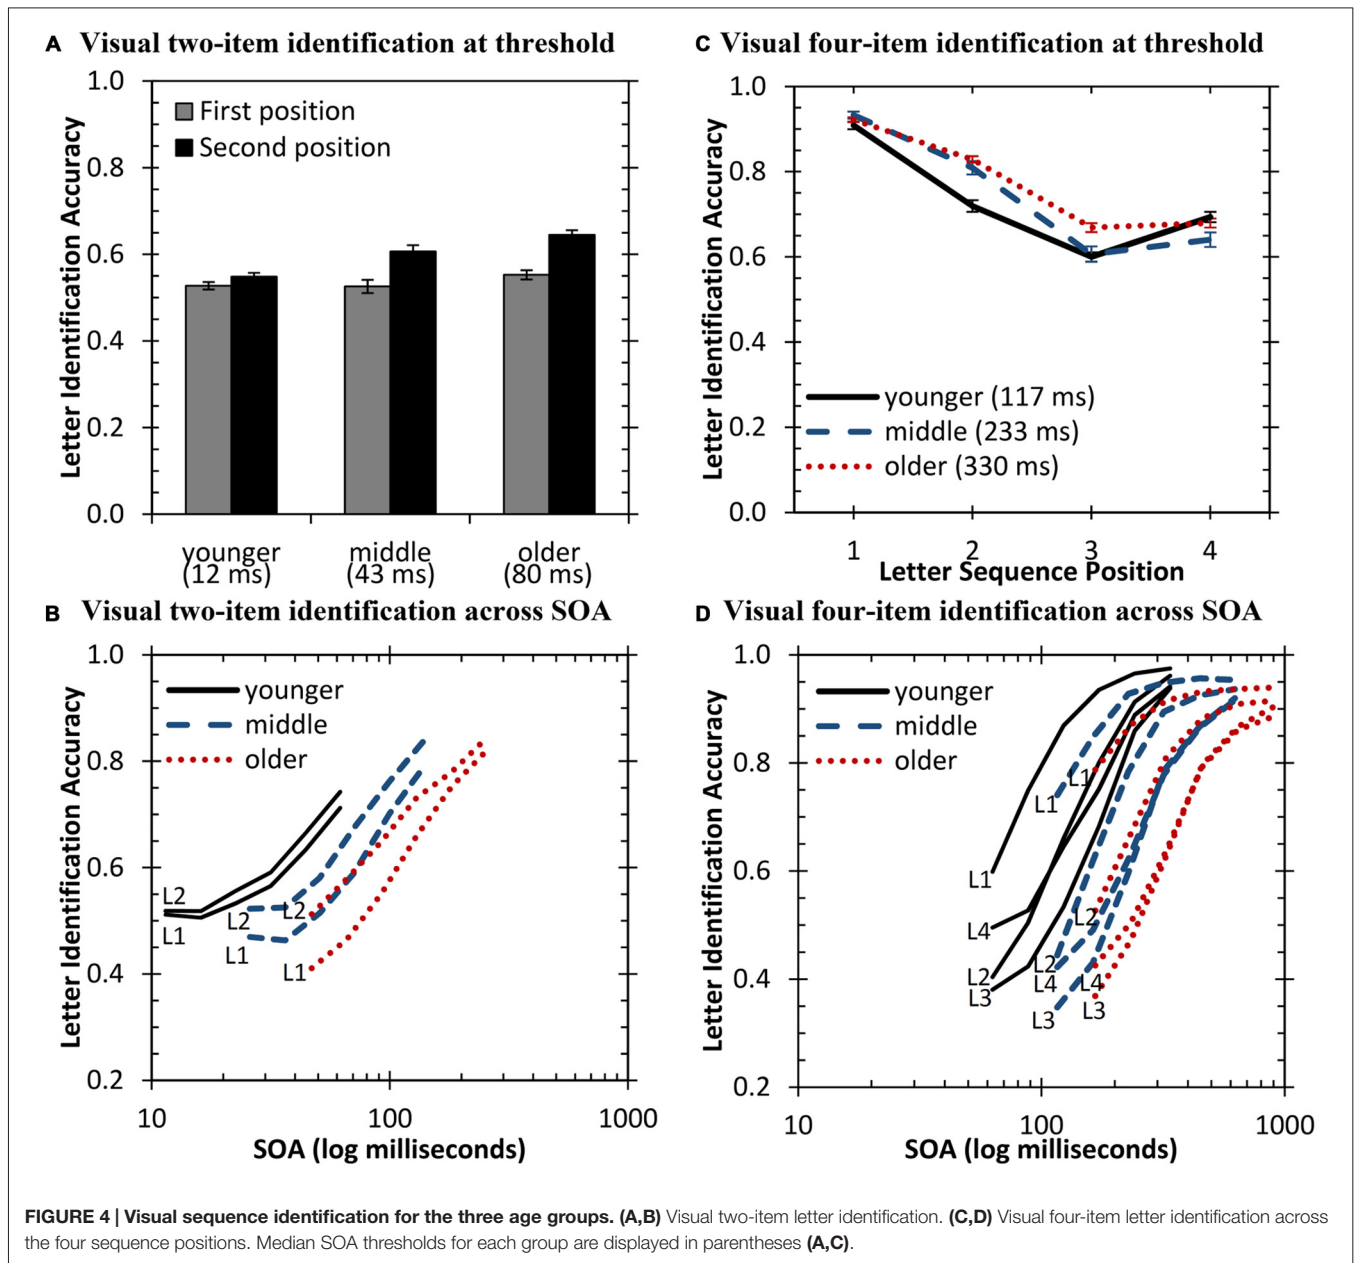 A Visual two-item identification at threshold
Letter Identification Accuracy
1.0
0.8
0.6
0.4
0.2
0.0
First position
Second position
younger
(12 ms)
middle
(43 ms)
older
(80 ms)
C Visual four-item identification at threshold
Letter Identification Accuracy
1.0
0.8
0.6
0.4
0.2
0.0
younger (117 ms)
middle (233 ms)
older (330 ms)
1 2 3 4
Letter Sequence Position
B Visual two-item identification across SOA
Letter Identification Accuracy
1.0
0.8
0.6
0.4
0.2
younger
middle
older
L2
L1
L2
L1
L2
L1
10 100 1000
SOA (log milliseconds)
D Visual four-item identification across SOA
Letter Identification Accuracy
1.0
0.8
0.6
0.4
0.2
younger
middle
older
L1
L4
L2
L3
L1
L2
L4
L3
L1
L2
L4
L3
10 100 1000
SOA (log milliseconds)
FIGURE 4 | Visual sequence identification for the three age groups. (A,B) Visual two-item letter identification. (C,D) Visual four-item letter identification across
the four sequence positions. Median SOA thresholds for each group are displayed in parentheses (A,C).